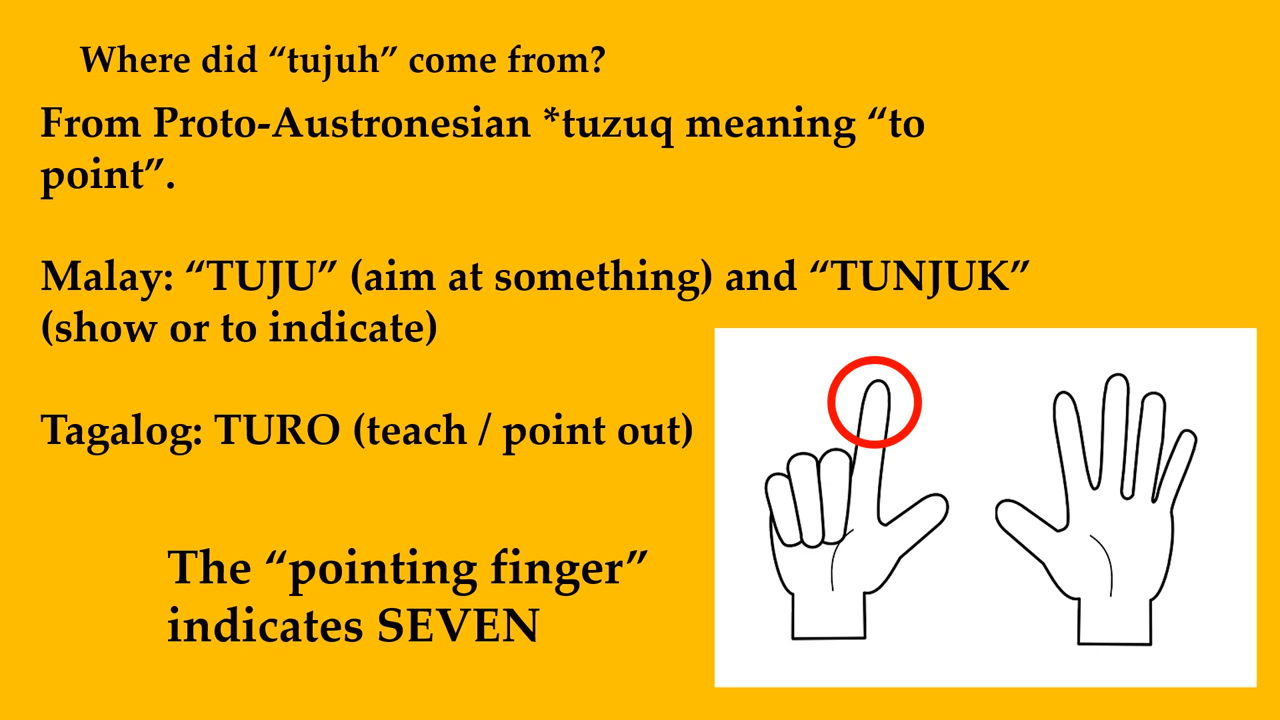 Where did “tujuh” come from?
From Proto-Austronesian *tuzuq meaning “to
point”.
Malay: “TUJU” (aim at something) and “TUNJUK”
(show or to indicate)
Tagalog: TURO (teach / point out)
The “pointing finger”
indicates SEVEN